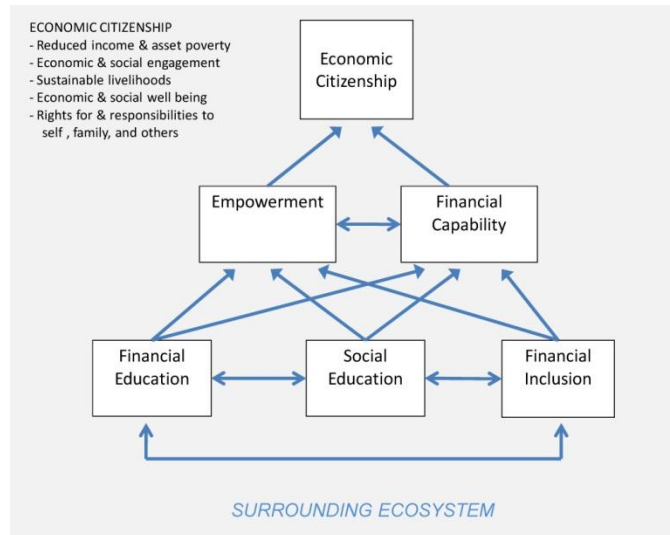 ECONOMIC CITIZENSHIP
- Reduced income & asset poverty
- Economic & social engagement
- Sustainable livelihoods
- Economic & social well being
- Rights for & responsibilities to
self , family, and others
Economic
Citizenship
Empowerment
Financial
Capability
Financial
Education
Social
Education
Financial
Inclusion
SURROUNDING ECOSYSTEM